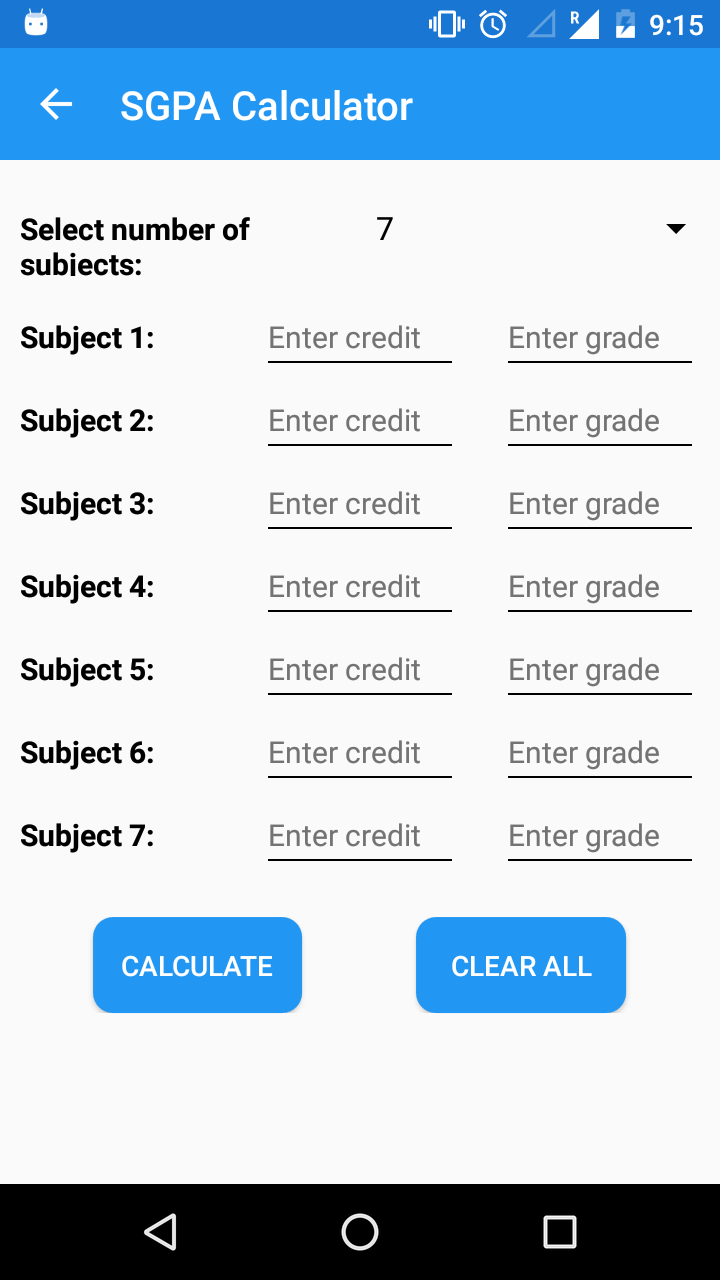 R 9:15
SGPA Calculator
Select number of 7
subjects:
Subject 1: Enter credit Enter grade
Subject 2: Enter credit Enter grade
Subject 3: Enter credit Enter grade
Subject 4: Enter credit Enter grade
Subject 5: Enter credit Enter grade
Subject 6: Enter credit Enter grade
Subject 7: Enter credit Enter grade
CALCULATE CLEAR ALL